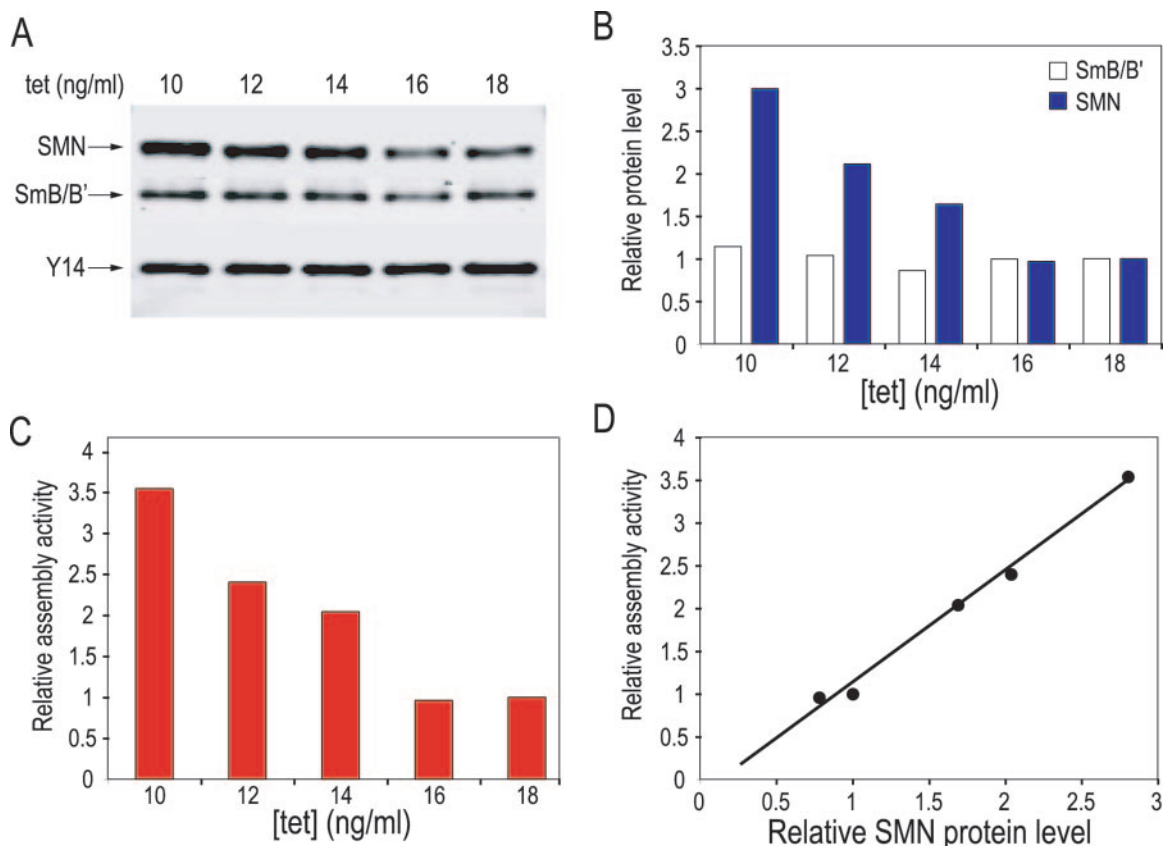 A
tet (ng/ml) 10 12 14 16 18
SMN
SmB/B'
Y14
B
Relative protein level
3.5
3
2.5
2
1.5
1
0.5
0
SmB/B'
SMN
10 12 14 16 18
[tet] (ng/ml)
C
Relative assembly activity
4
3.5
3
2.5
2
1.5
1
0.5
0
10 12 14 16 18
[tet] (ng/ml)
D
Relative assembly activity
4
3.5
3
2.5
2
1.5
1
0.5
0
0 0.5 1 1.5 2 2.5 3
Relative SMN protein level